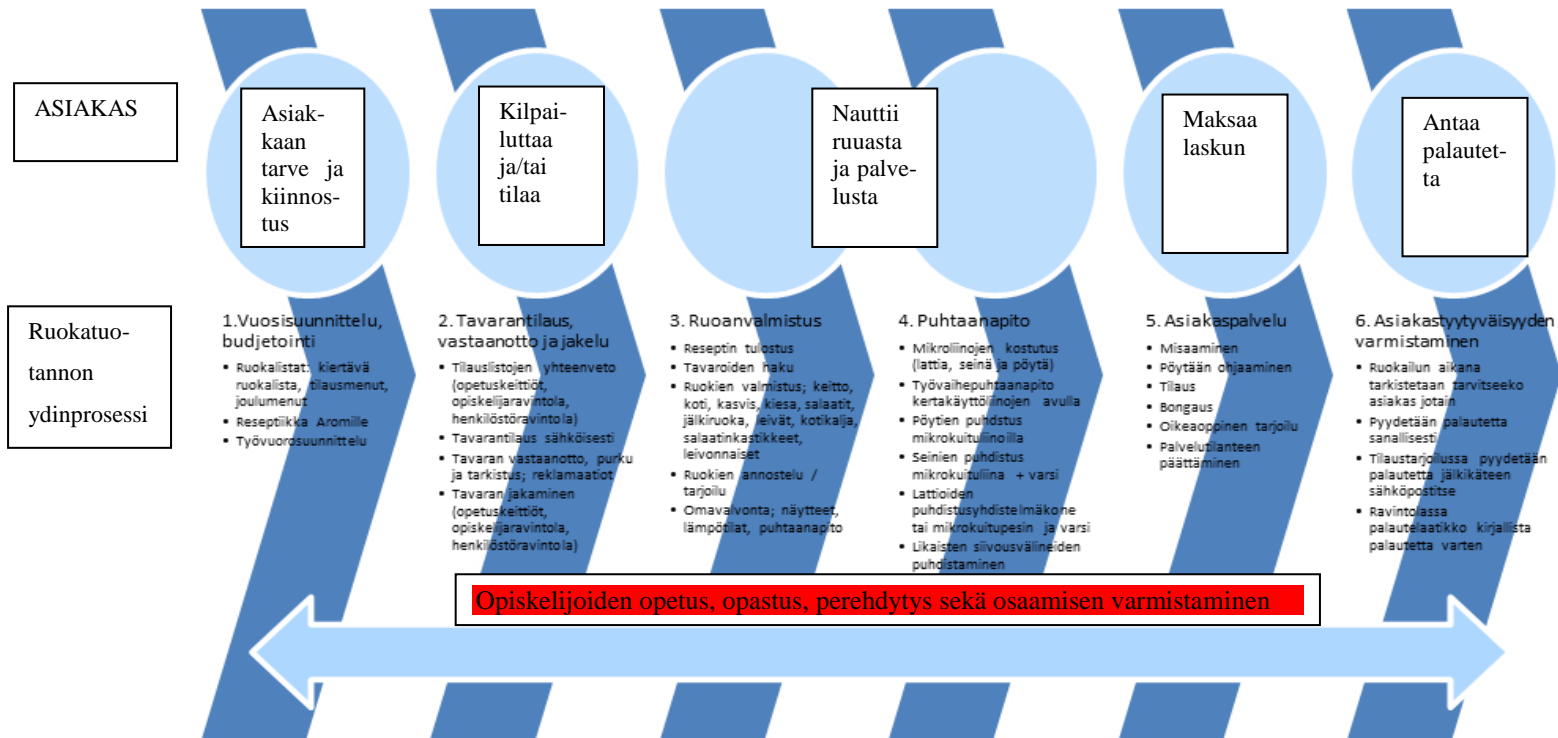 ASIAKAS
Asiak-
kaan
tarve ja
kiinnos-
tus
Kilpai-
luttaa
ja/tai
tilaa
Nauttii
ruuasta
ja palve-
lusta
Maksaa
laskun
Antaa
palautet-
ta
Ruokatuo-
tannon
ydinprosessi
1.Vuosisuunnittelu,
budjetointi
▪ Ruokalistat: kiertävä
ruokalista, tilausmenut,
joulumenut
▪ Reseptiikka Aromille
▪ Työvuorosuunnittelu
2. Tavarantilaus,
vastaanotto ja jakelu
▪ Tilauslistojen yhteenveto
(opetuskeittiöt,
opiskelijaravintola,
henkilöstöravintola)
▪ Tavarantilaus sähköisesti
▪ Tavaran vastaanotto, purku
ja tarkistus; reklamaatiot
▪ Tavaran jakaminen
(opetuskeittiöt,
opiskelijaravintola,
henkilöstöravintola)
3. Ruoanvalmistus
▪ Reseptin tulostus
▪ Tavaroiden haku
▪ Ruokien valmistus; keitto,
koti, kasvis, kiesa, salaatit,
jälkiruoka, leivät, kotikalja,
salaatinkastikkeet,
leivonnaiset
▪ Ruokien annostelu /
tarjoilu
▪ Omavalvonta; näytteet,
lämpötilat, puhtaanapito
4. Puhtaanapito
▪ Mikroliinojen kostutus
(lattia, seinä ja pöytä)
▪ Työvaihepuhtaanapito
kertakäyttöliinojen avulla
▪ Pöytien puhdstus
mikrokuituliinoilla
▪ Seinien puhdistus
mikrokuituliina + varsi
▪ Lattioiden
puhdistusyhdistelmäkone
tai mikrokuitupesin ja varsi
▪ Likaisten siivousvälineiden
puhdistaminen
5. Asiakaspalvelu
▪ Misaaminen
▪ Pöytään ohjaaminen
▪ Tilaus
▪ Bongaus
▪ Oikeaoppinen tarjoilu
▪ Palvelutilanteen
päättäminen
6. Asiakastyytyväisyyden
varmistaminen
▪ Ruokailun aikana
tarkistetaan tarvitseeko
asiakas jotain
▪ Pyydetään palautetta
sanallisesti
▪ Tilaustarjoilussa pyydetään
palautetta jälkikäteen
sähköpostitse
▪ Ravintolassa
palautelaatikko kirjallista
palautetta varten
Opiskelijoiden opetus, opastus, perehdytys sekä osaamisen varmistaminen